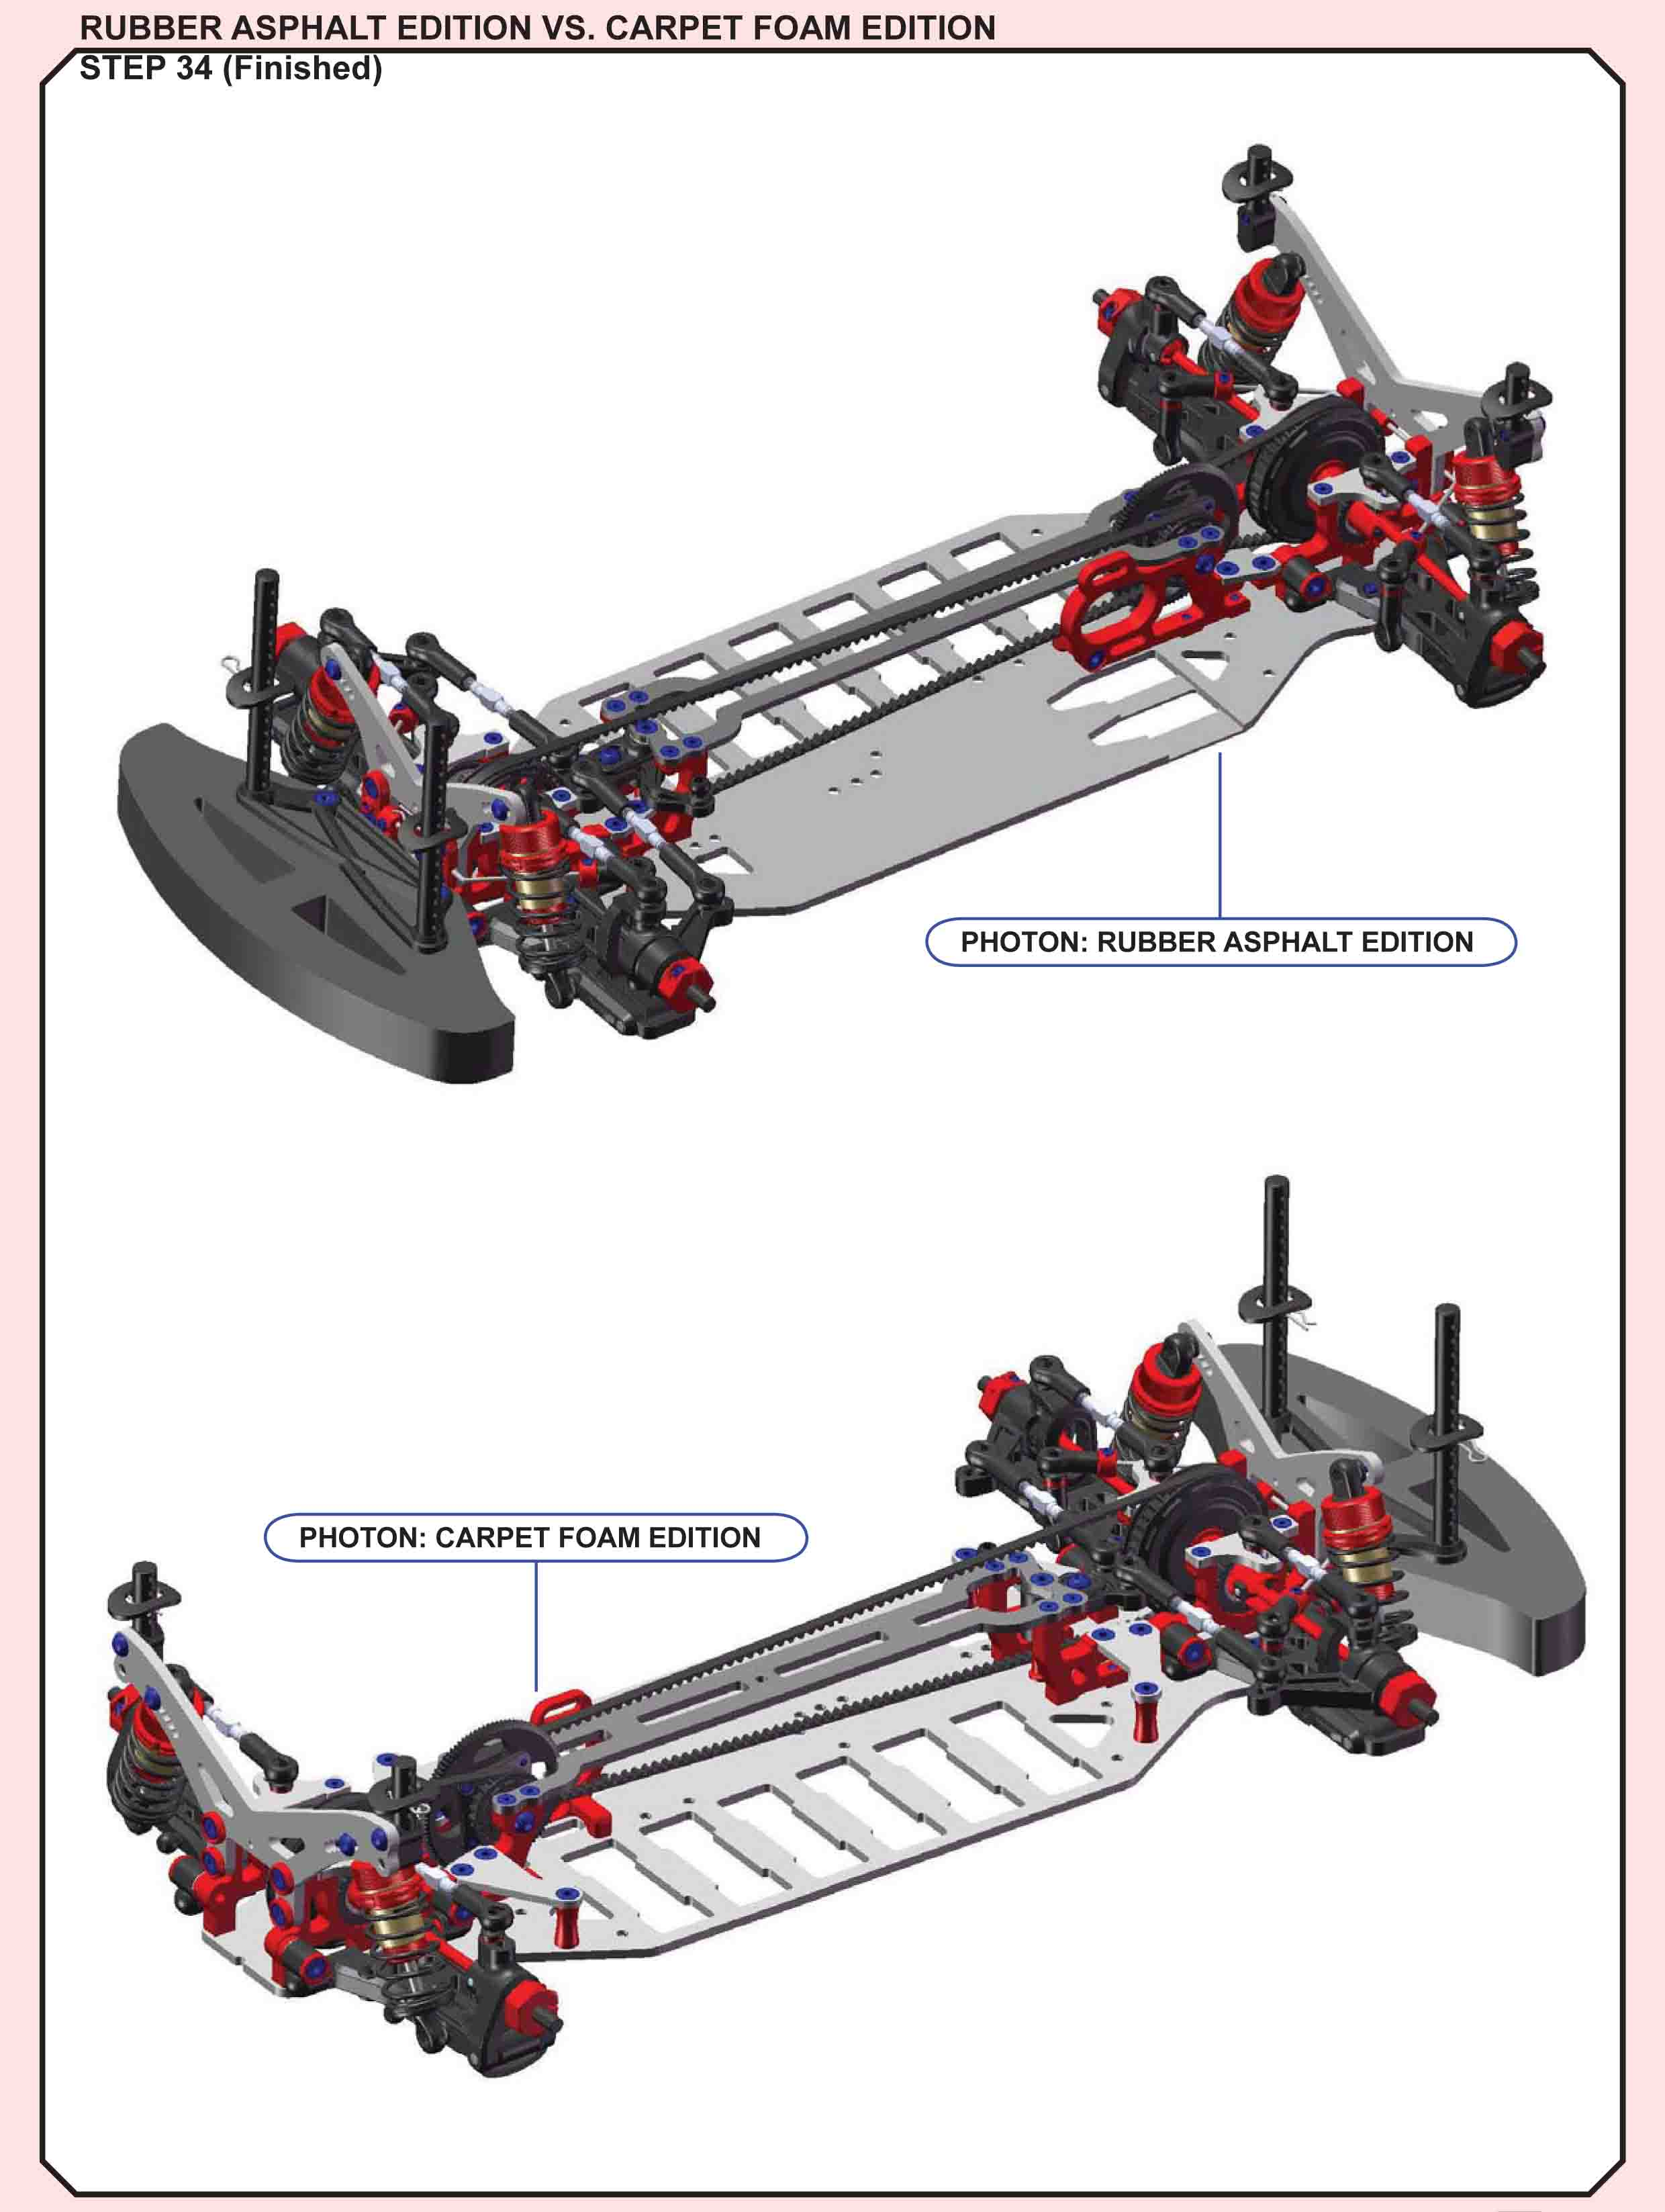 RUBBER ASPHALT EDITION VS. CARPET FOAM EDITION
STEP 34 (Finished)
PHOTON: RUBBER ASPHALT EDITION
PHOTON: CARPET FOAM EDITION